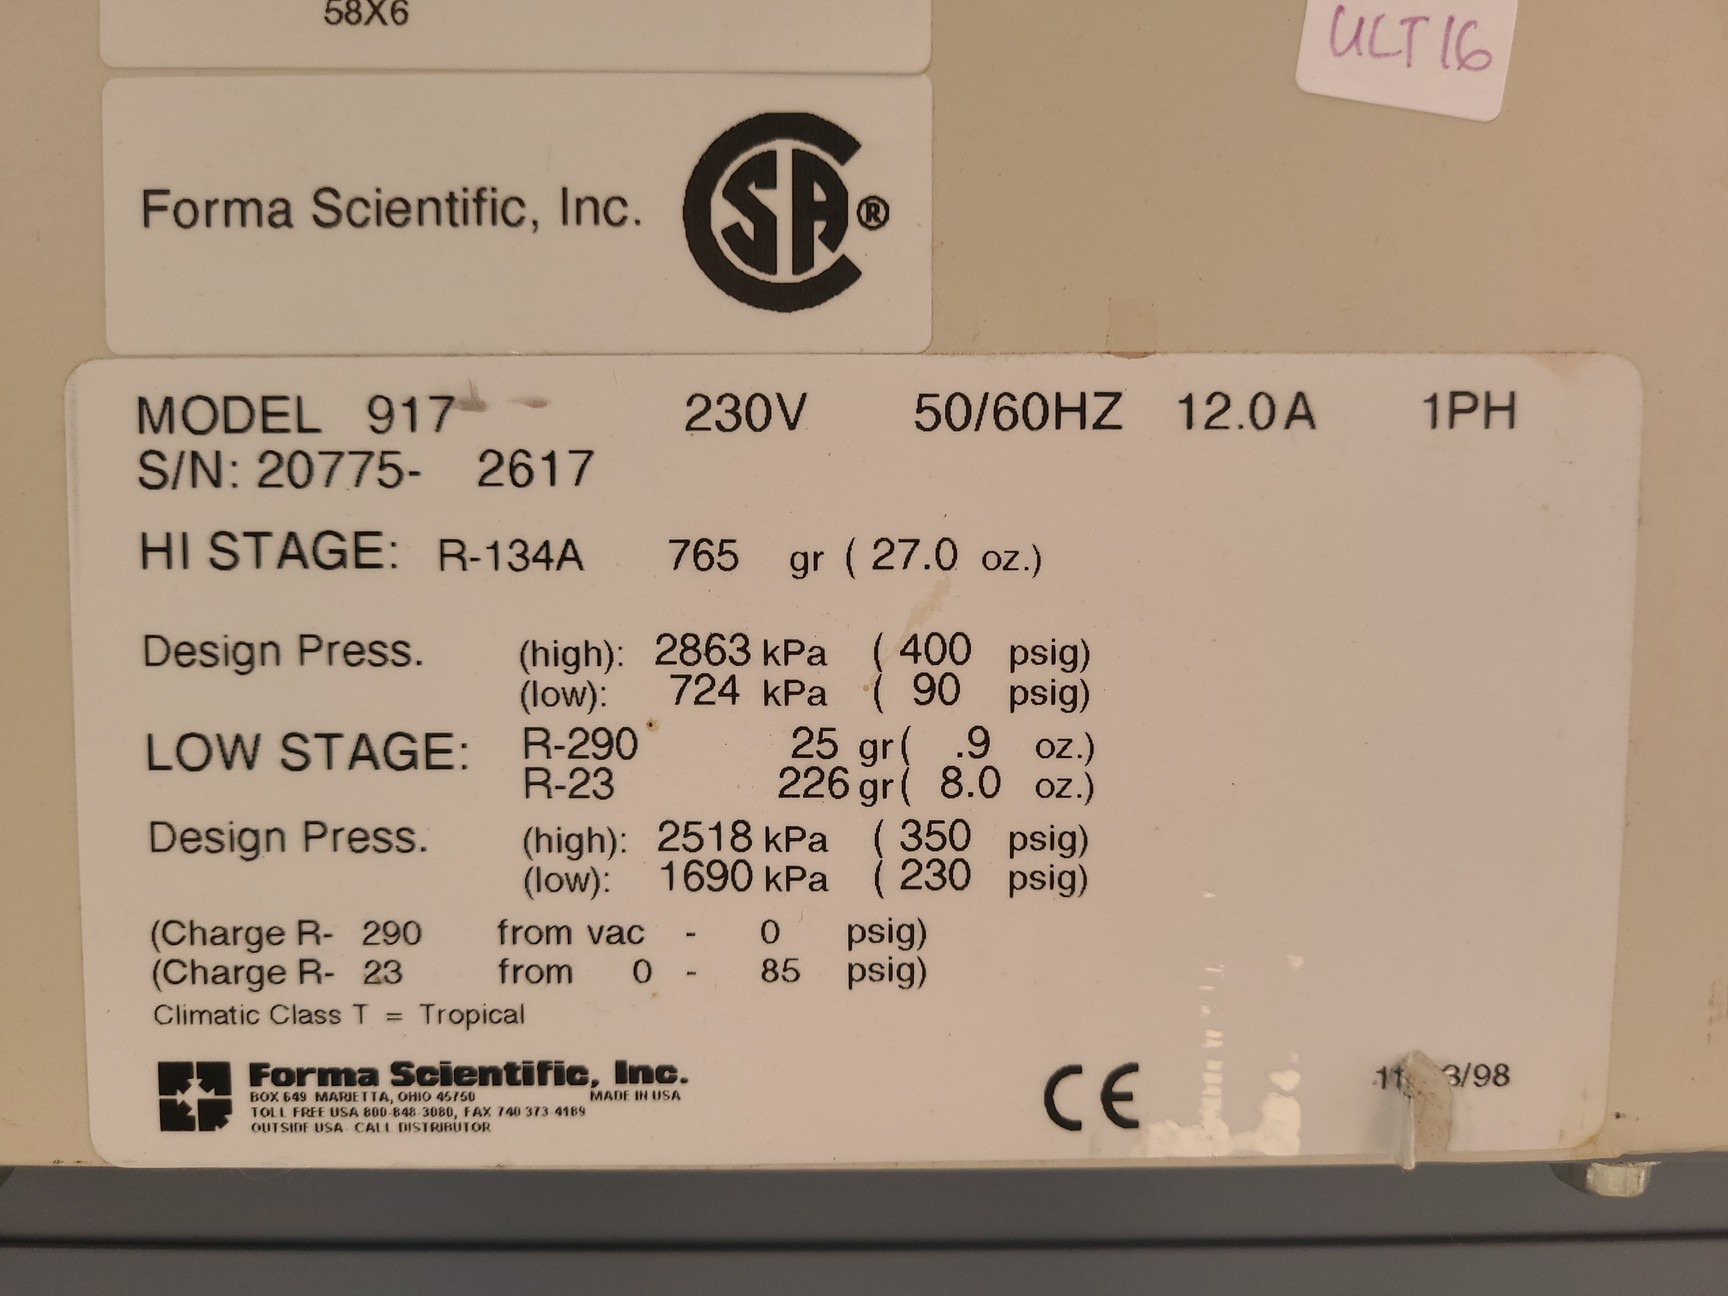 58X6
ULT16
Forma Scientific, Inc. CSA ®
MODEL 917 230V 50/60HZ 12.0A 1PH
S/N: 20775- 2617
HI STAGE: R-134A 765 gr ( 27.0 oz.)
Design Press. (high): 2863 kPa ( 400 psig)
(low): 724 kPa ( 90 psig)
LOW STAGE: R-290 25 gr( .9 oz.)
R-23 226 gr( 8.0 oz.)
Design Press. (high): 2518 kPa ( 350 psig)
(low): 1690 kPa ( 230 psig)
(Charge R- 290 from vac - 0 psig)
(Charge R- 23 from 0 - 85 psig)
Climatic Class T = Tropical
Forma Scientific, Inc.
BOX 649 MARIETTA, OHIO 45750 MADE IN USA
TOLL FREE USA 800-848-3080, FAX 740 373 4189
OUTSIDE USA CALL DISTRIBUTOR
CE